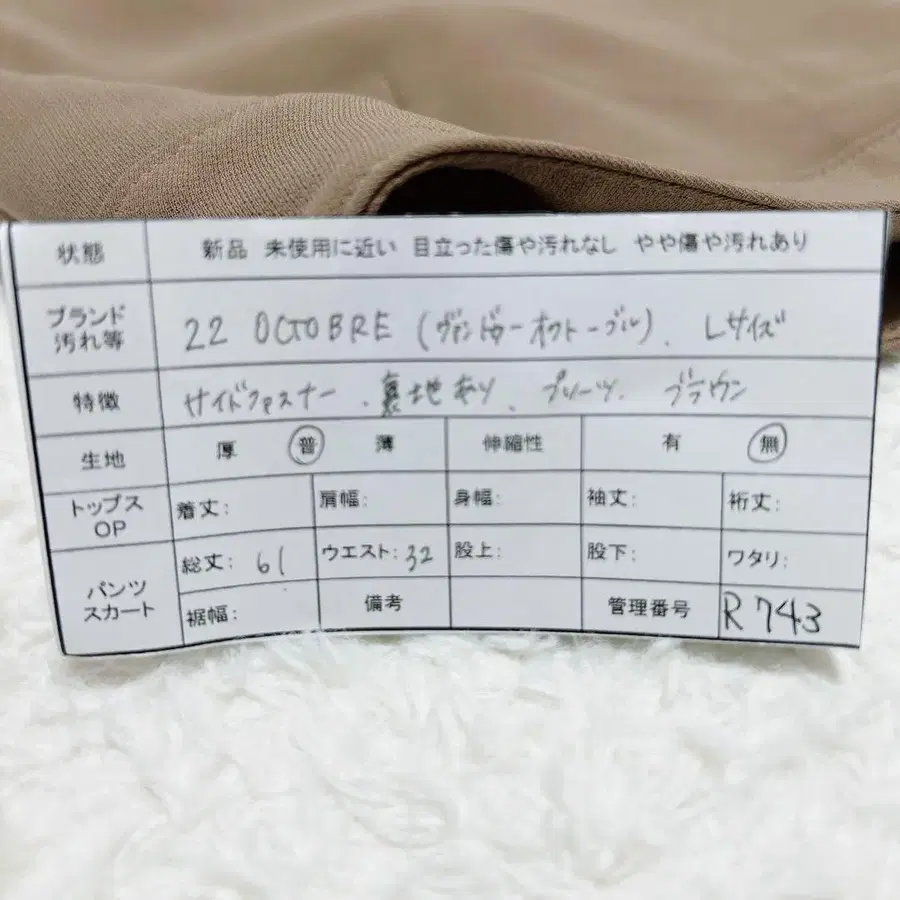 状態 新品 未使用に近い 目立った傷や汚れなし やや傷や汚れあり
ブランド 汚れ等 22 OCTOBRE (ヴァンドゥーオクトーブル)、Lサイズ
特徴 サイドファスナー、裏地あり、プリーツ、ブラウン
生地 厚 普 薄 伸縮性 有 無
トップス OP 着丈: 肩幅: 身幅: 袖丈: 裄丈:
パンツ スカート 総丈: 61 ウエスト: 32 股上: 股下: ワタリ:
裾幅: 備考 管理番号 R743